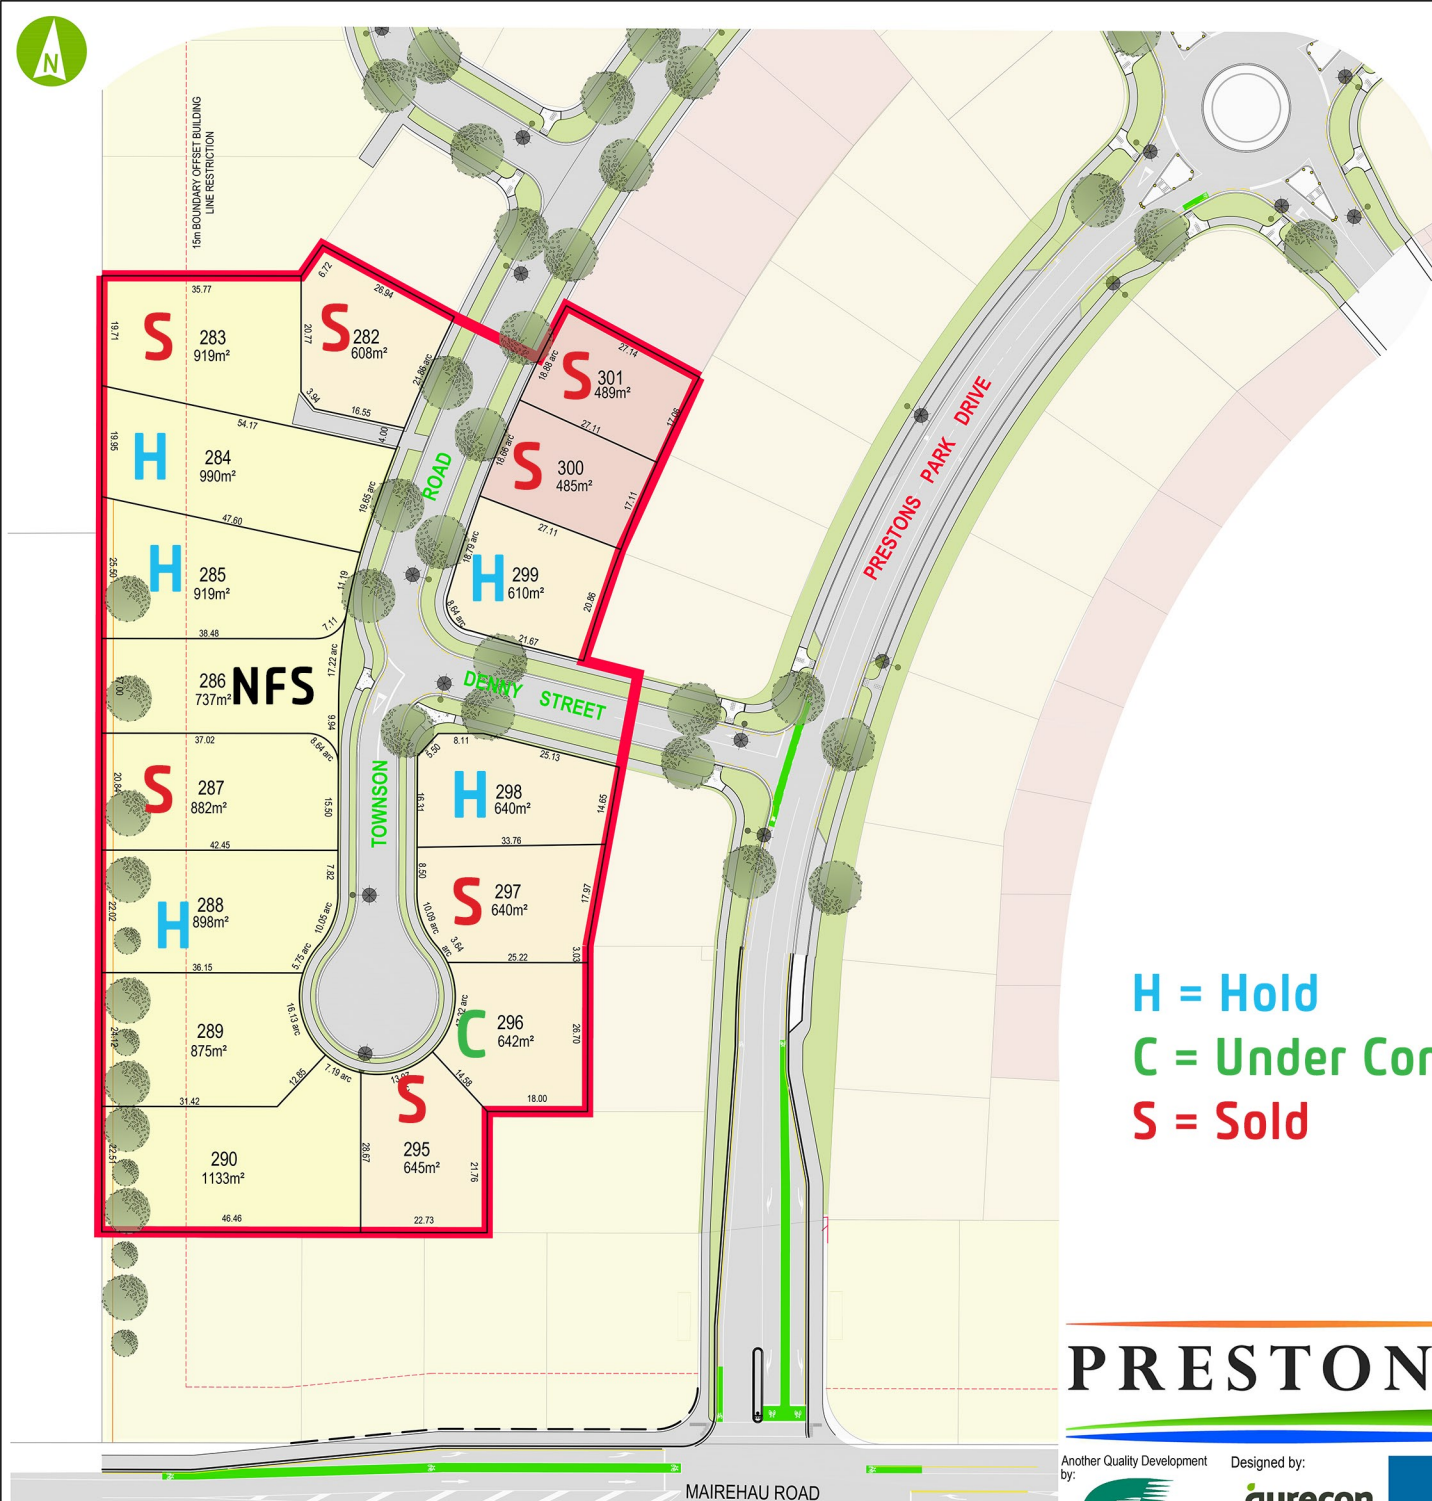 N
15m BOUNDARY OFFSET BUILDING
LINE RESTRICTION
35.77
19.71
S
283
919m²
6.72
26.94
20.77
S
282
608m²
3.94
16.55
21.86 arc
4.00
54.17
27.14
18.88 arc
S
301
489m²
17.06
27.11
19.95
H
284
990m²
19.65 arc
47.60
ROAD
18.66 arc
S
300
485m²
17.11
27.11
PRESTONS PARK DRIVE
25.50
H
285
919m²
11.19
7.11
38.48
18.79 arc
H
299
610m²
20.86
8.64 arc
21.67
17.22 arc
286
737m²
NFS
9.94
37.02
8.64 arc
DENNY STREET
5.50
8.11
25.13
20.84
S
287
882m²
15.50
42.45
TOWNSON
16.31
H
298
640m²
14.65
33.76
7.82
8.50
22.02
H
288
898m²
10.05 arc
5.75 arc
36.15
S
297
640m²
17.97
10.09 arc
3.64
arc
25.22
3.03
24.12
289
875m²
16.13 arc
12.85
7.19 arc
31.42
C
296
642m²
26.70
14.58
18.00
S
295
645m²
28.67
21.76
22.73
22.51
290
1133m²
46.46
H = Hold
C = Under Cor
S = Sold
PRESTON
Another Quality Development
by:
Designed by:
aurecon
MAIREHAU ROAD